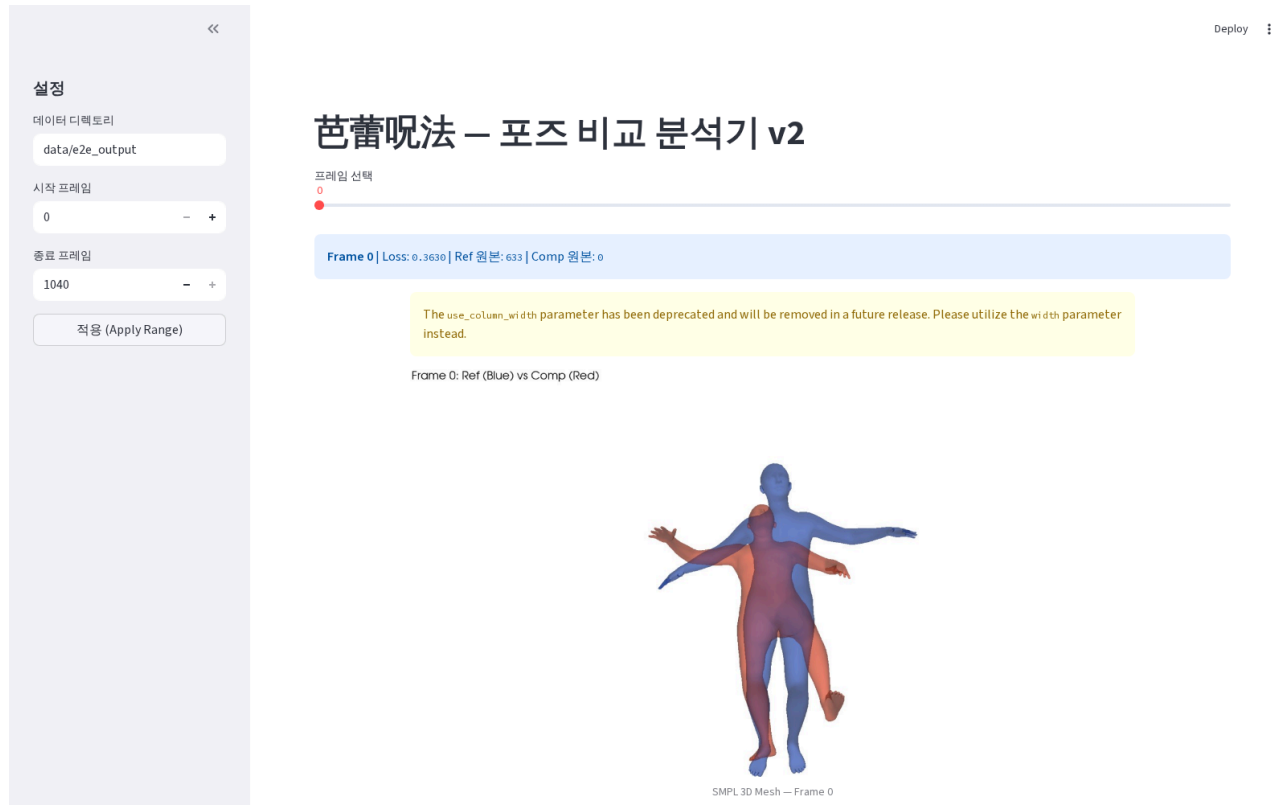 Deploy
설정
데이터 디렉토리
data/e2e_output
시작 프레임
0
종료 프레임
1040
적용 (Apply Range)
芭蕾呪法 — 포즈 비교 분석기 v2
프레임 선택
0
Frame 0 | Loss: 0.3630 | Ref 원본: 633 | Comp 원본: 0
The use_column_width parameter has been deprecated and will be removed in a future release. Please utilize the width parameter
instead.
Frame 0: Ref (Blue) vs Comp (Red)
SMPL 3D Mesh — Frame 0